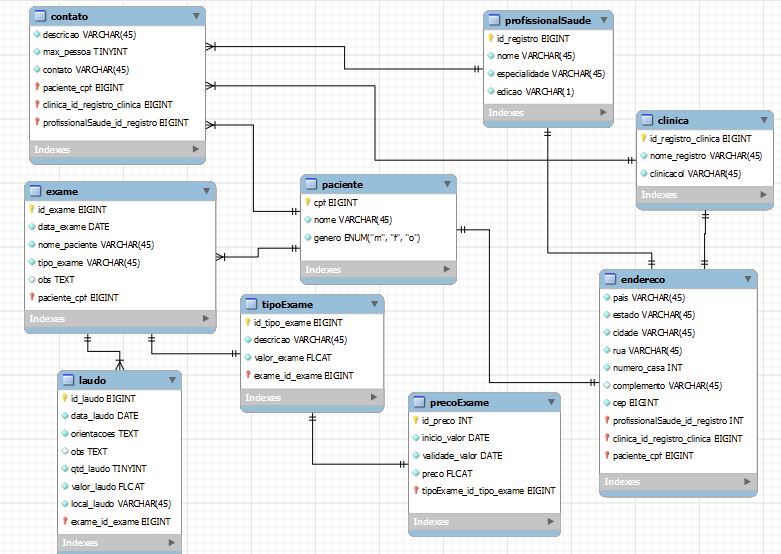 contato
descricao VARCHAR(45)
max_pessoa TINYINT
contato VARCHAR(45)
paciente_cpf BIGINT
clinica_id_registro_clinica BIGINT
profissionalSaude_id_registro BIGINT
Indexes
profissionalSaude
id_registro BIGINT
nome VARCHAR(45)
especialidade VARCHAR(45)
edicao VARCHAR(1)
Indexes
clinica
id_registro_clinica BIGINT
nome_registro VARCHAR(45)
clinicacol VARCHAR(45)
Indexes
exame
id_exame BIGINT
data_exame DATE
nome_paciente VARCHAR(45)
tipo_exame VARCHAR(45)
obs TEXT
paciente_cpf BIGINT
Indexes
paciente
cpf BIGINT
nome VARCHAR(45)
genero ENUM("m", "f", "o")
Indexes
endereco
pais VARCHAR(45)
estado VARCHAR(45)
cidade VARCHAR(45)
rua VARCHAR(45)
numero_casa INT
complemento VARCHAR(45)
cep BIGINT
profissionalSaude_id_registro INT
clinica_id_registro_clinica BIGINT
paciente_cpf BIGINT
Indexes
tipoExame
id_tipo_exame BIGINT
descricao VARCHAR(45)
valor_exame FLCAT
exame_id_exame BIGINT
Indexes
laudo
id_laudo BIGINT
data_laudo DATE
orientacoes TEXT
obs TEXT
qtd_laudo TINYINT
valor_laudo FLCAT
local_laudo VARCHAR(45)
exame_id_exame BIGINT
Indexes
precoExame
id_preco INT
inicio_valor DATE
validade_valor DATE
preco FLCAT
tipoExame_id_tipo_exame BIGINT
Indexes